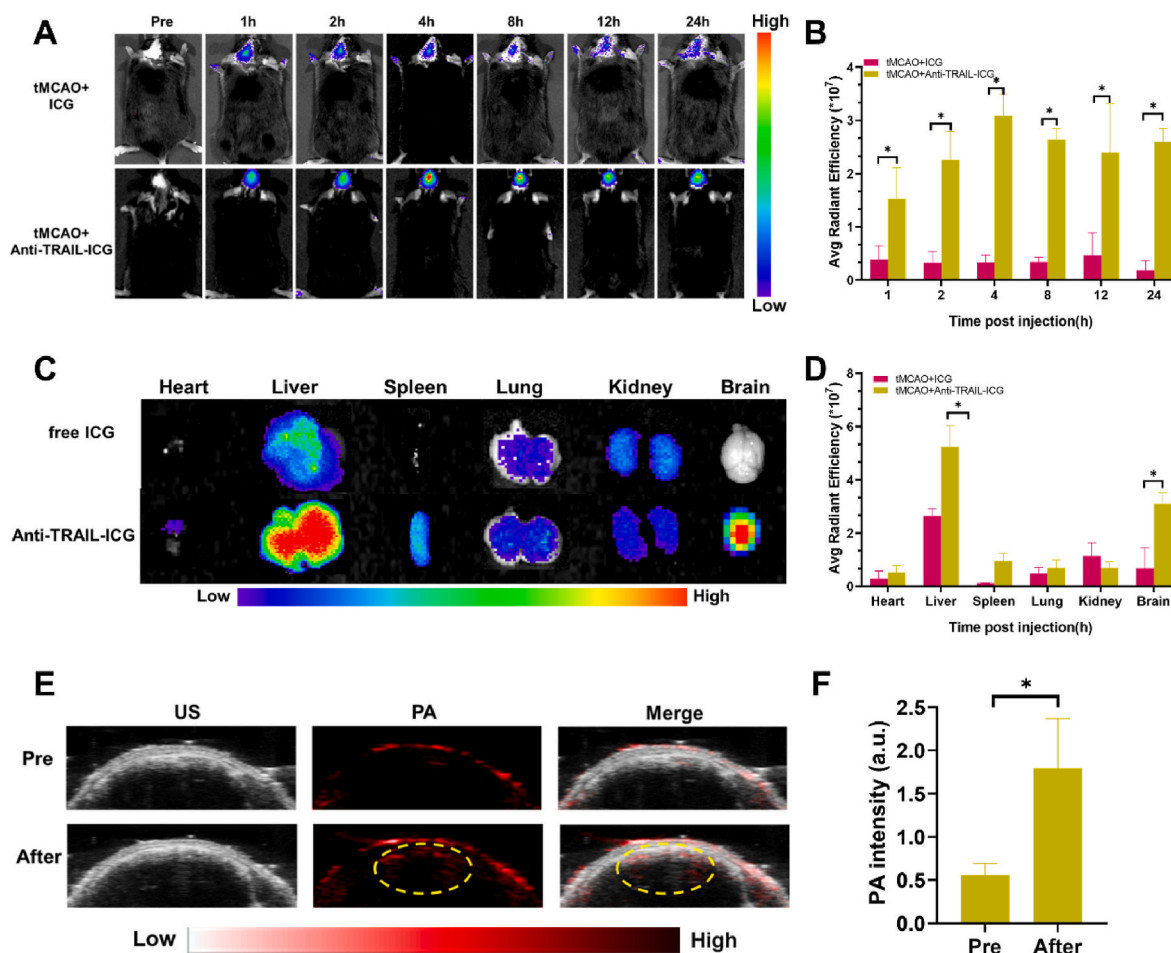 A
Pre 1h 2h 4h 8h 12h 24h
tMCAO+
ICG
tMCAO+
Anti-TRAIL-ICG
High
Low
B
tMCAO+ICG
tMCAO+Anti-TRAIL-ICG
Avg Radiant Efficiency (*10⁷)
4
3
2
1
0
* * * * * *
1 2 4 8 12 24
Time post injection(h)
C
Heart Liver Spleen Lung Kidney Brain
free ICG
Anti-TRAIL-ICG
Low High
D
tMCAO+ICG
tMCAO+Anti-TRAIL-ICG
Avg Radiant Efficiency (*10⁷)
8
6
4
2
0
* *
Heart Liver Spleen Lung Kidney Brain
Time post injection(h)
E
US PA Merge
Pre
After
Low High
F
PA intensity (a.u.)
2.5
2.0
1.5
1.0
0.5
0.0
*
Pre After